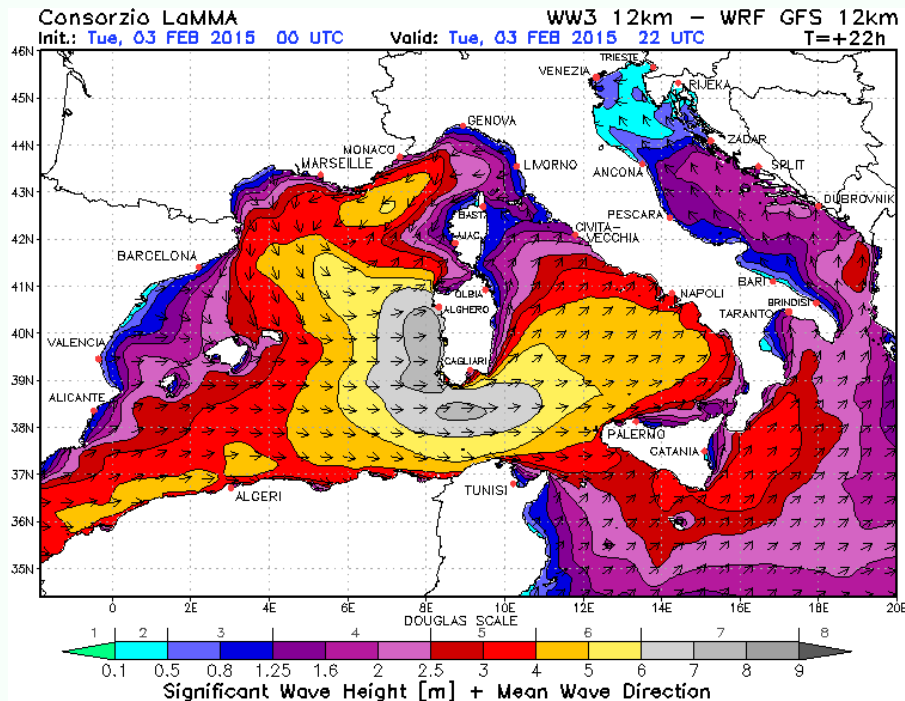 Consorzio LaMMA WW3 12km – WRF GFS 12km
Init.: Tue, 03 FEB 2015 00 UTC Valid: Tue, 03 FEB 2015 22 UTC T=+22h
46N
TRIESTE
VENEZIA
45N
RIJEKA
GENOVA
44N
ZADAR
MONACO
MARSEILLE
LIVORNO
SPLIT
ANCONA
43N
DUBROVNIK
BAST.
PESCARA
CIVITA–
VECCHIA
42N
AJAC.
BARCELONA
41N
OLBIA
BARI
NAPOLI
BRINDISI
ALGHERO
TARANTO
40N
VALENCIA
CAGLIARI
39N
ALICANTE
38N
PALERMO
CATANIA
37N
TUNISI
ALGERI
36N
35N
0 2E 4E 6E 8E 10E 12E 14E 16E 18E 20E
DOUGLAS SCALE
1 2 3 4 5 6 7 8
0.1 0.5 0.8 1.25 1.6 2 2.5 3 4 5 6 7 8 9
Significant Wave Height [m] + Mean Wave Direction